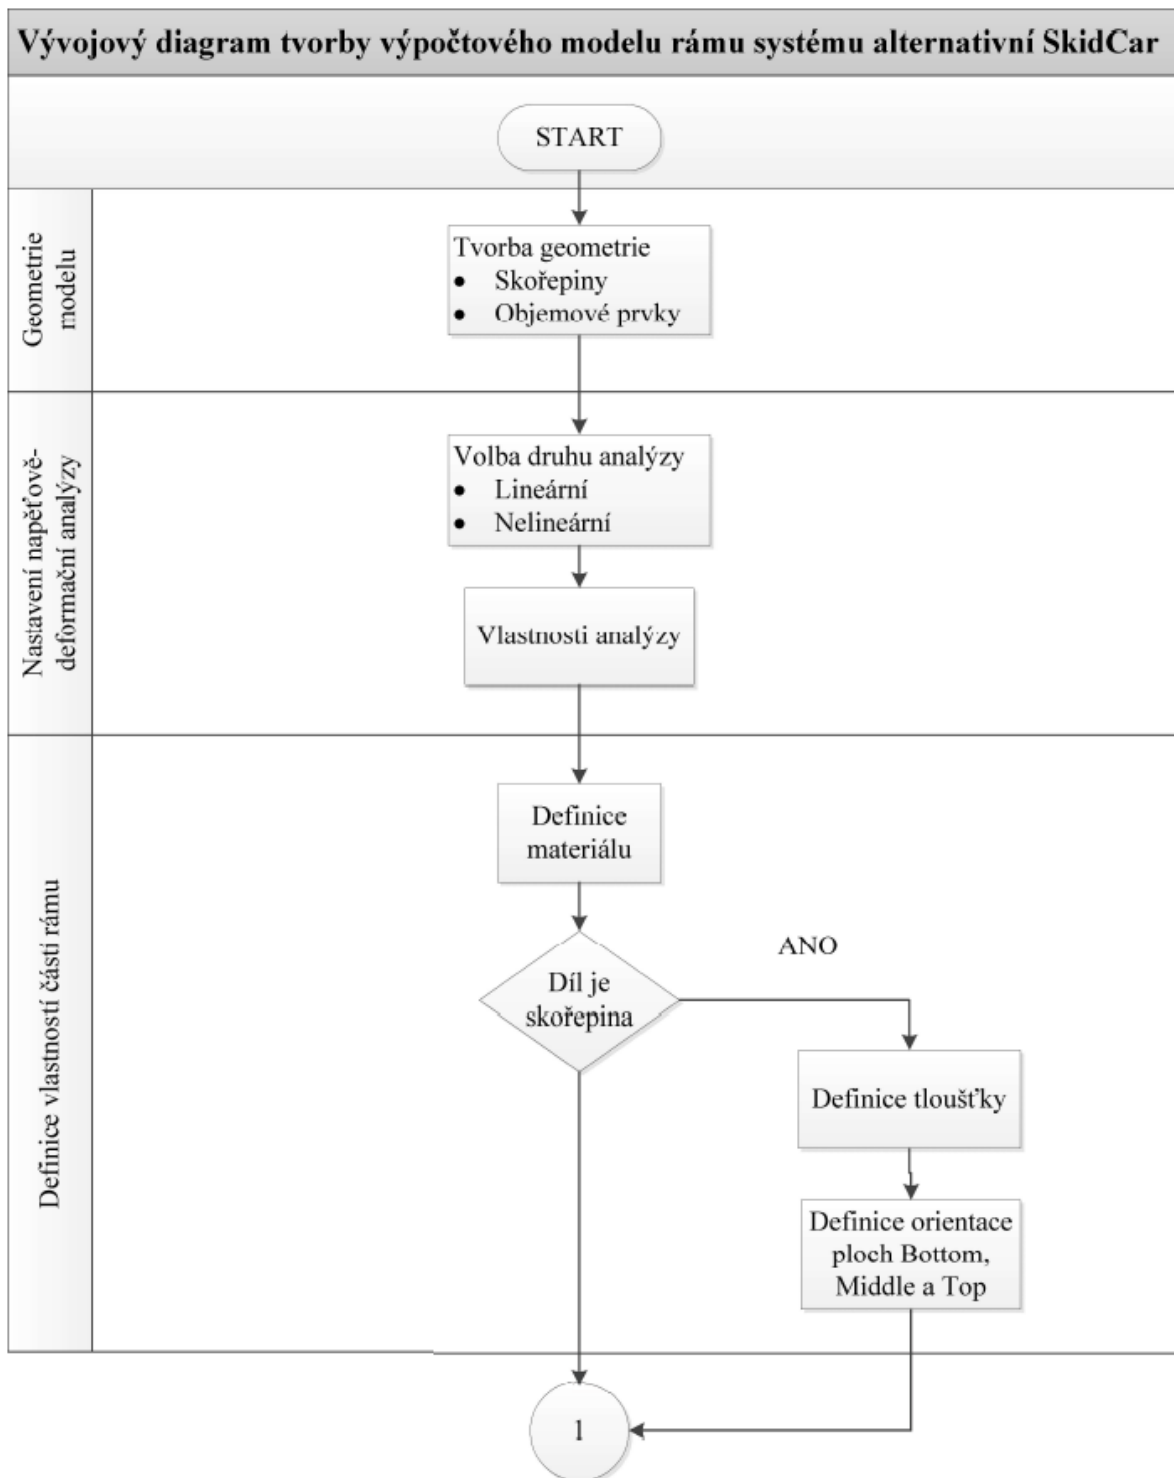 Vývojový diagram tvorby výpočtového modelu rámu systému alternativní SkidCar
START
Geometrie
modelu
Tvorba geometrie
• Skořepiny
• Objemové prvky
Nastavení napěťově-
deformační analýzy
Volba druhu analýzy
• Lineární
• Nelineární
Vlastnosti analýzy
Definice vlastností části rámu
Definice
materiálu
Díl je
skořepina
ANO
Definice tloušťky
Definice orientace
ploch Bottom,
Middle a Top
1